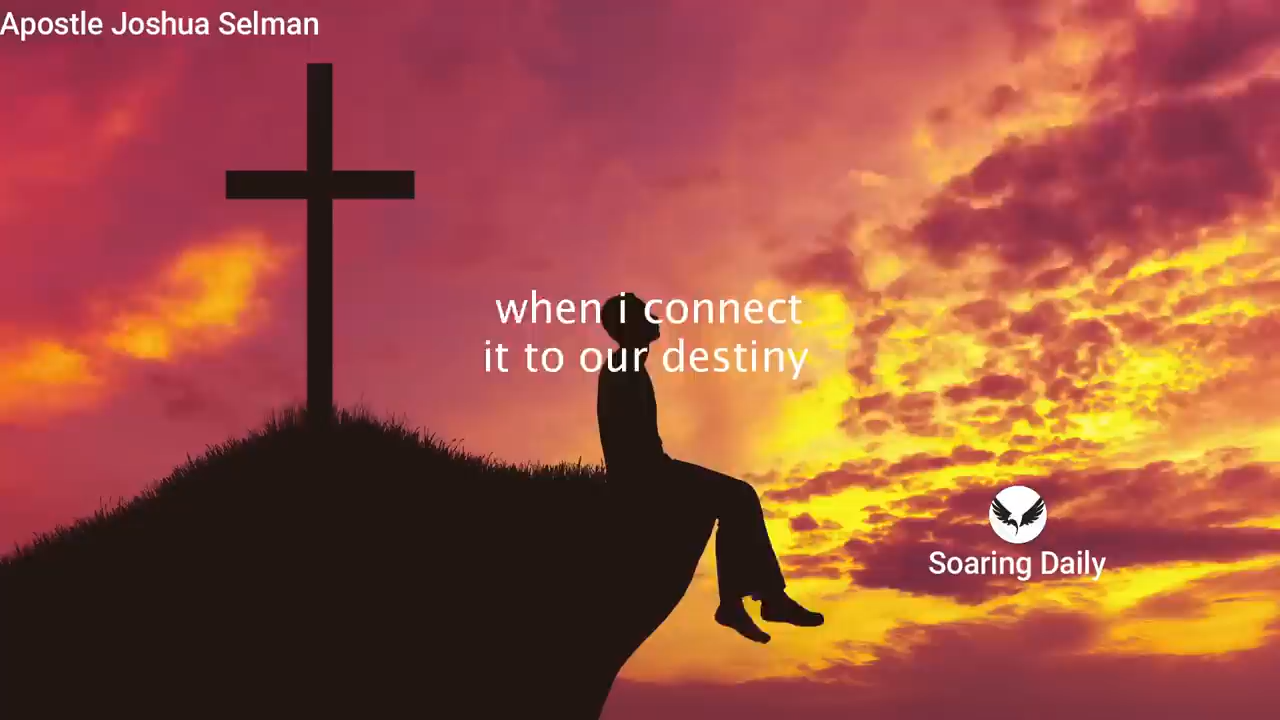 Apostle Joshua Selman
when i connect
it to our destiny
Soaring Daily